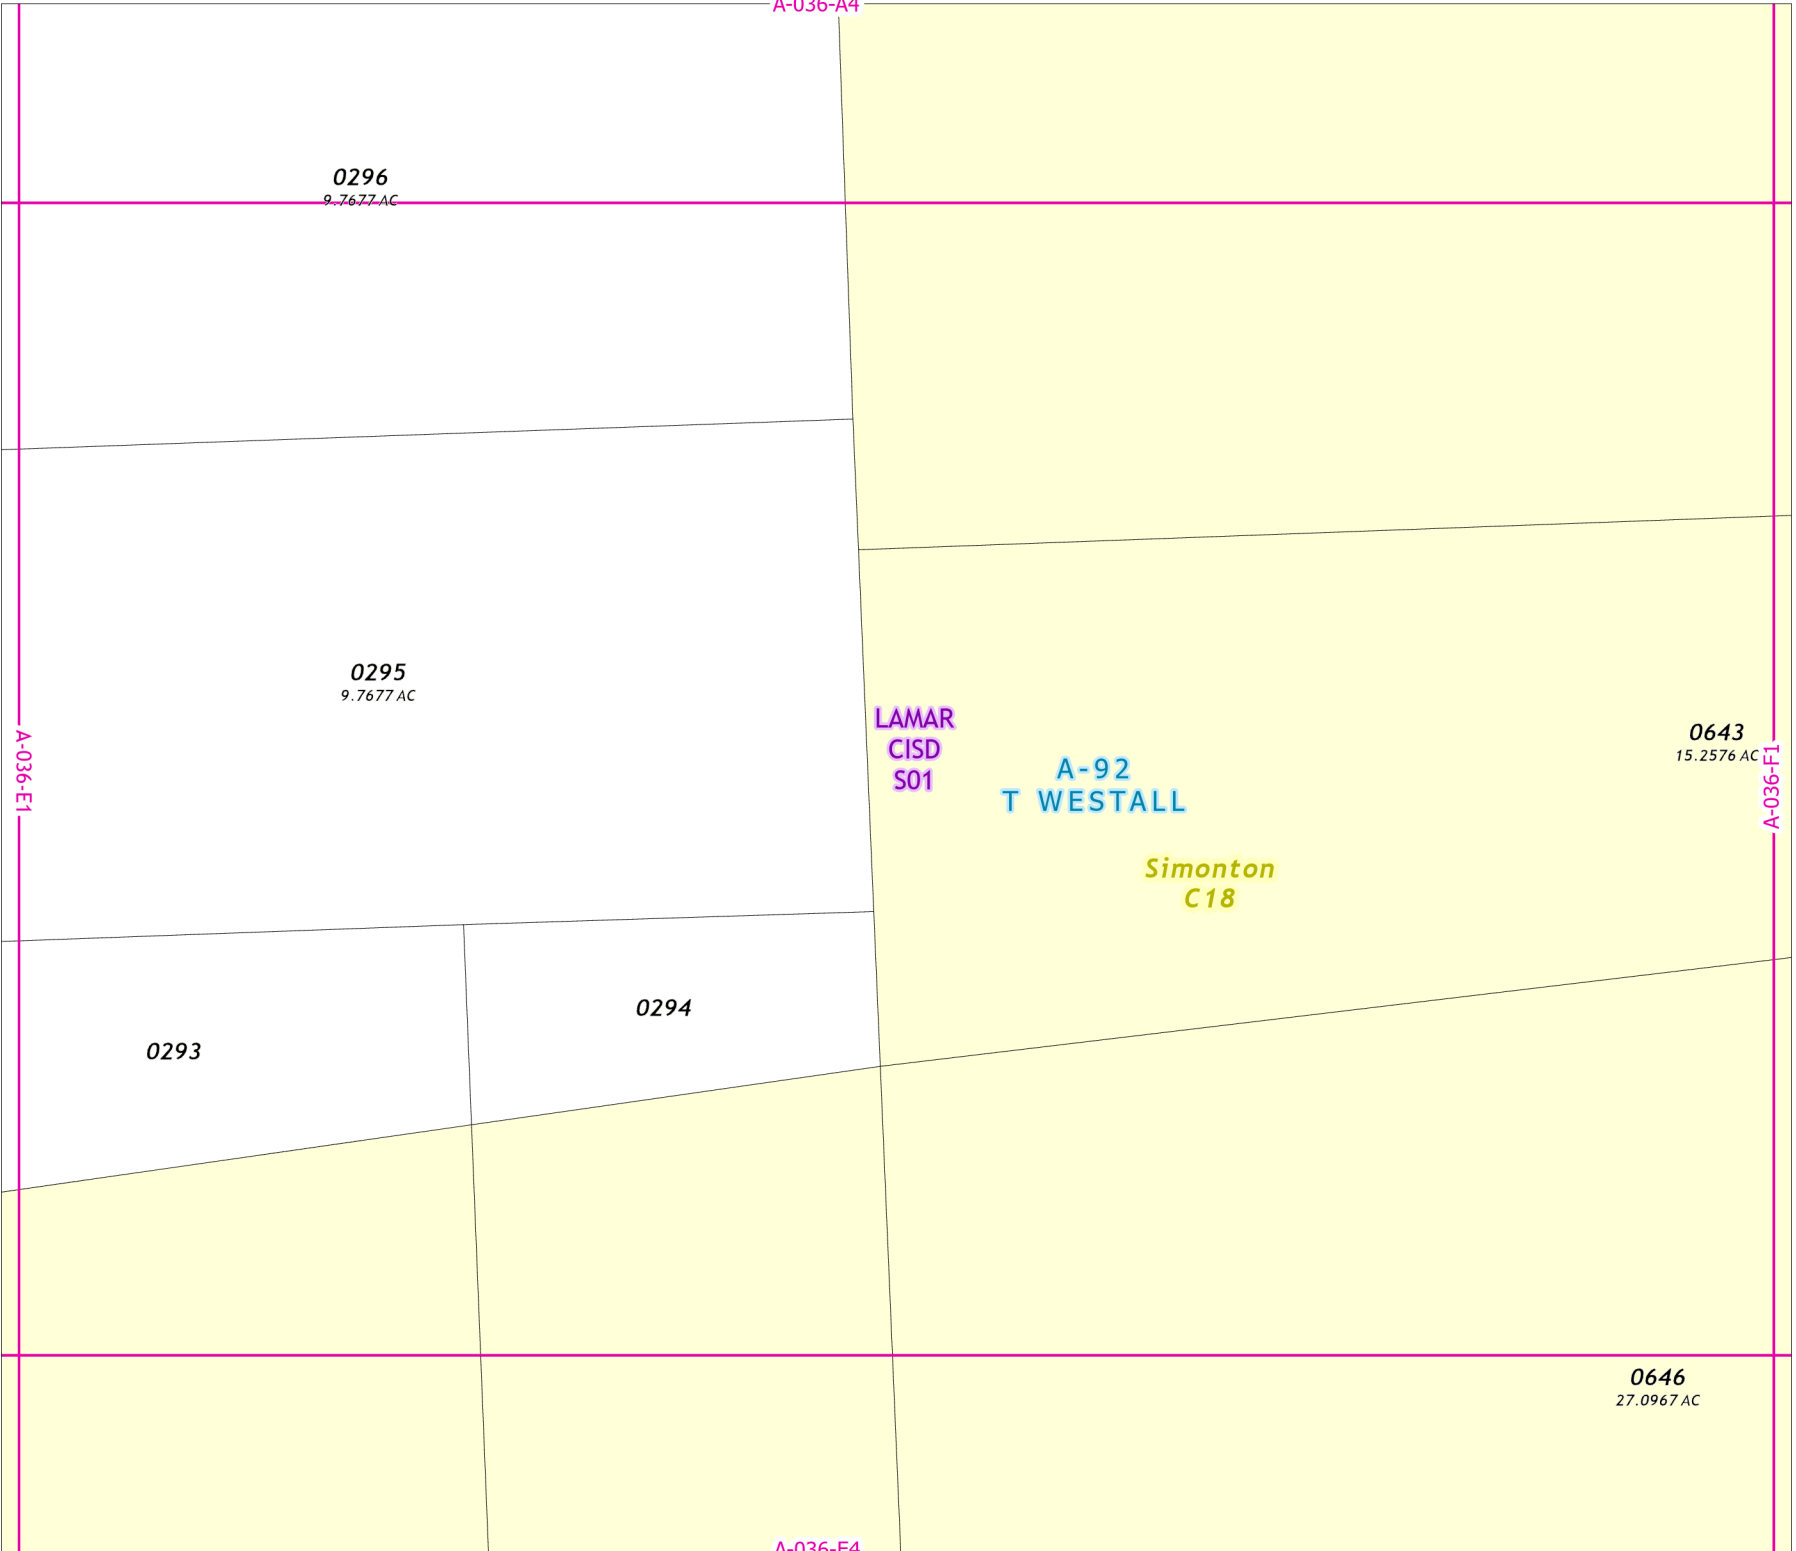 A-036-A4
0296
9.7677 AC
0295
9.7677 AC
LAMAR
CISD
S01
A-036-E1
A-92
T WESTALL
0643
15.2576 AC
A-036-F1
Simonton
C18
0294
0293
0646
27.0967 AC
A-036-E4